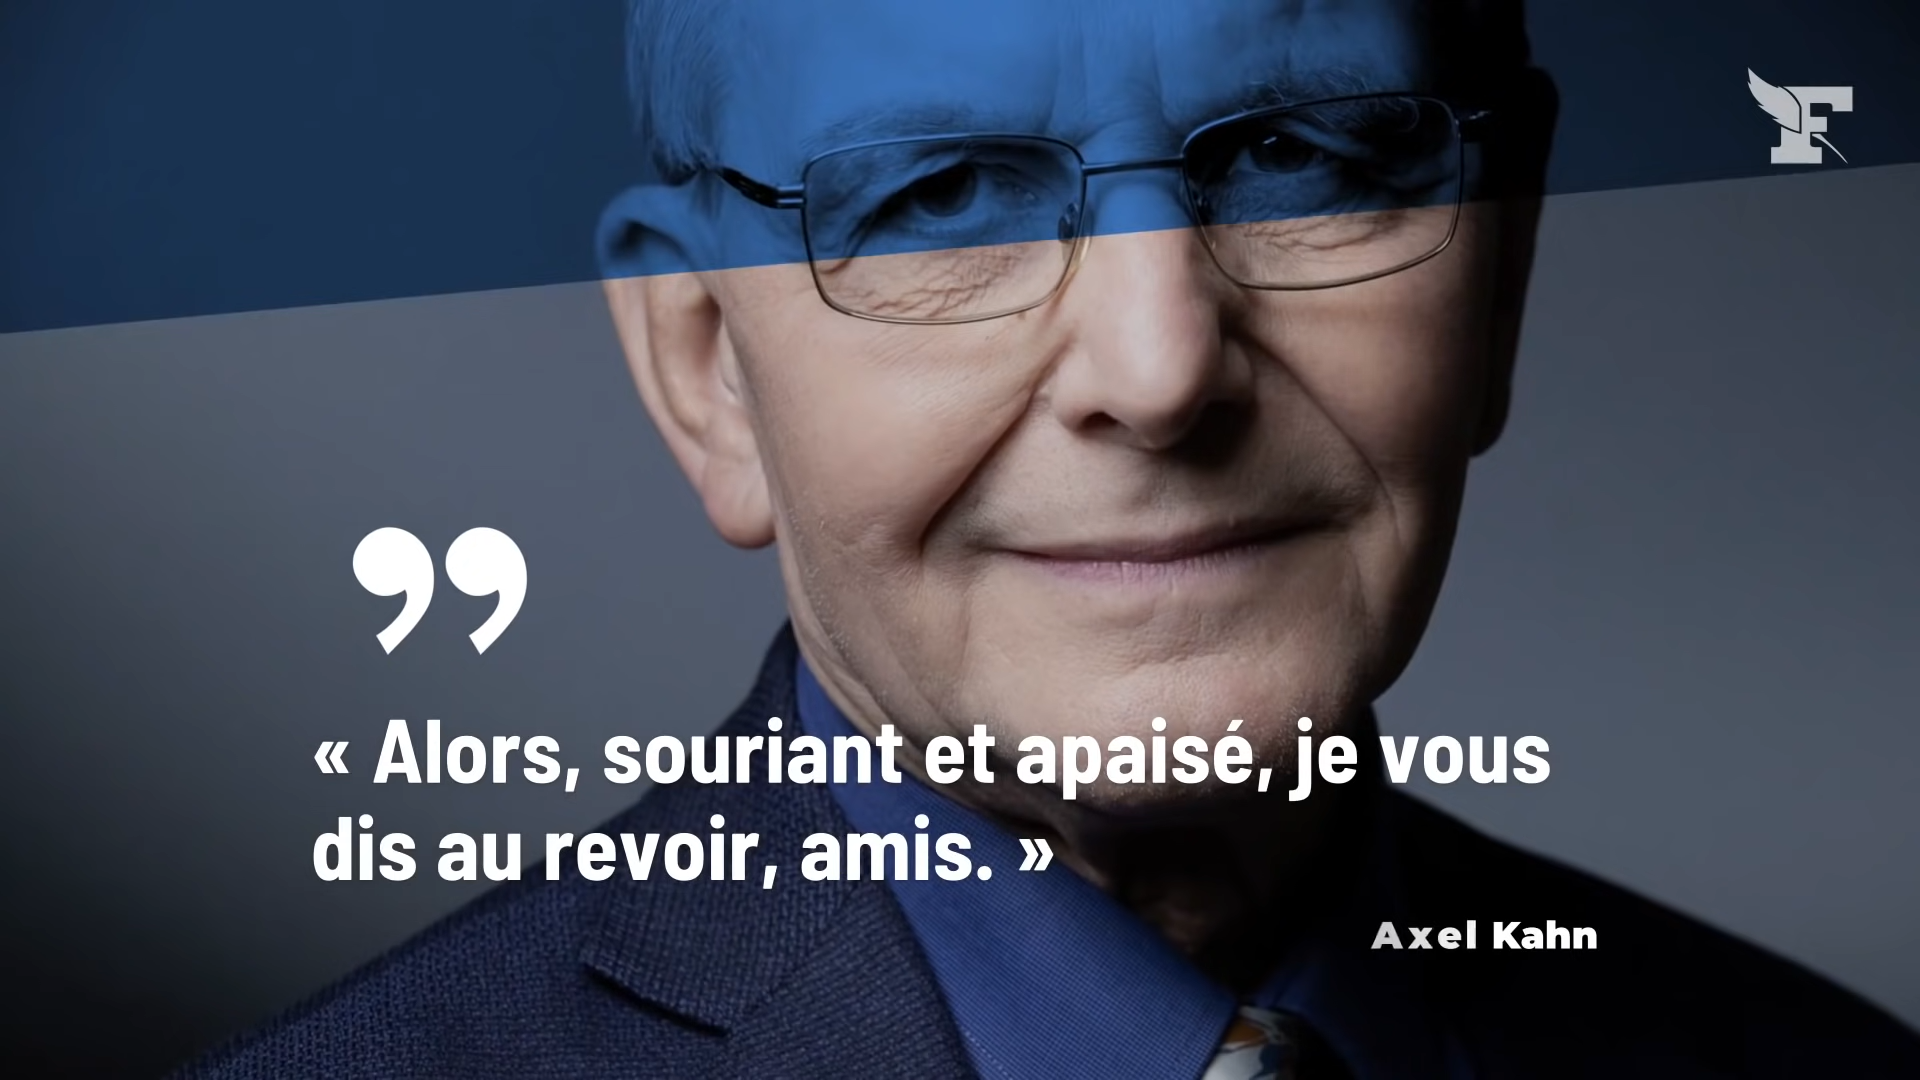 F
”
« Alors, souriant et apaisé, je vous
dis au revoir, amis. »
Axel Kahn